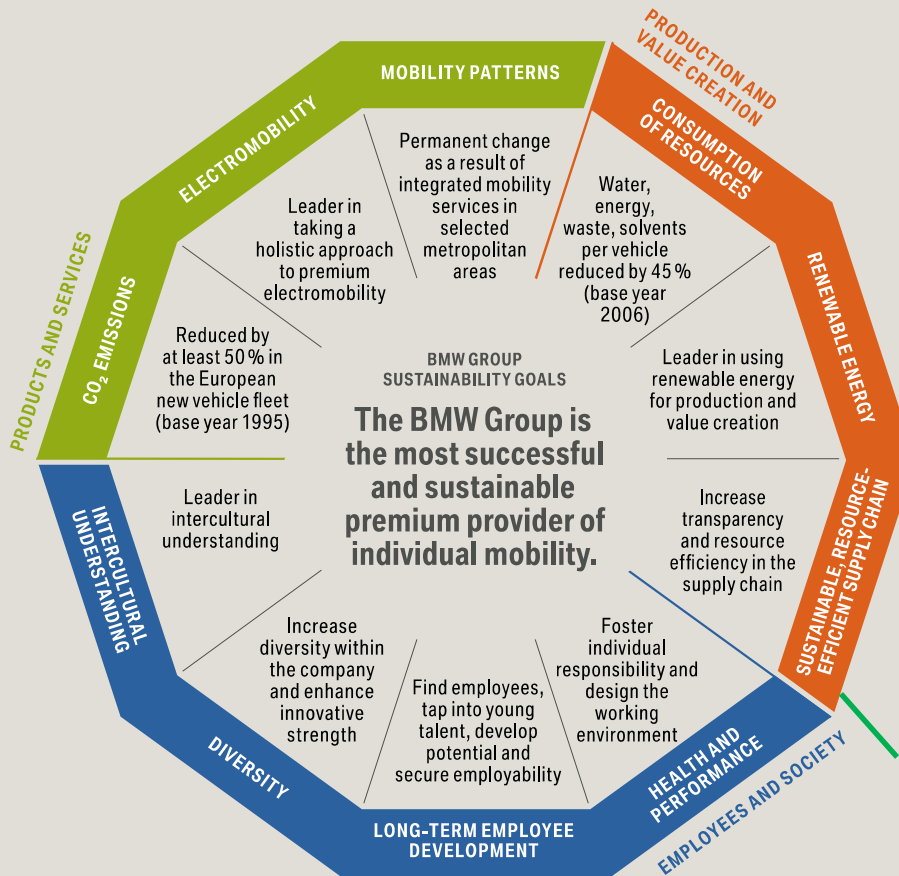 PRODUCTS AND SERVICES
CO₂ EMISSIONS
Reduced by
at least 50 % in
the European
new vehicle fleet
(base year 1995)
ELECTROMOBILITY
Leader in
taking a
holistic approach
to premium
electromobility
MOBILITY PATTERNS
Permanent change
as a result of
integrated mobility
services in
selected
metropolitan
areas
PRODUCTION AND
VALUE CREATION
CONSUMPTION
OF RESOURCES
Water,
energy,
waste, solvents
per vehicle
reduced by 45 %
(base year
2006)
RENEWABLE ENERGY
Leader in using
renewable energy
for production and
value creation
SUSTAINABLE, RESOURCE-
EFFICIENT SUPPLY CHAIN
Increase
transparency
and resource
efficiency in the
supply chain
EMPLOYEES AND SOCIETY
HEALTH AND
PERFORMANCE
Foster
individual
responsibility and
design the
working
environment
LONG-TERM EMPLOYEE
DEVELOPMENT
Find employees,
tap into young
talent, develop
potential and
secure employability
DIVERSITY
Increase
diversity within
the company
and enhance
innovative
strength
INTERCULTURAL
UNDERSTANDING
Leader in
intercultural
understanding
BMW GROUP
SUSTAINABILITY GOALS
The BMW Group is
the most successful
and sustainable
premium provider of
individual mobility.